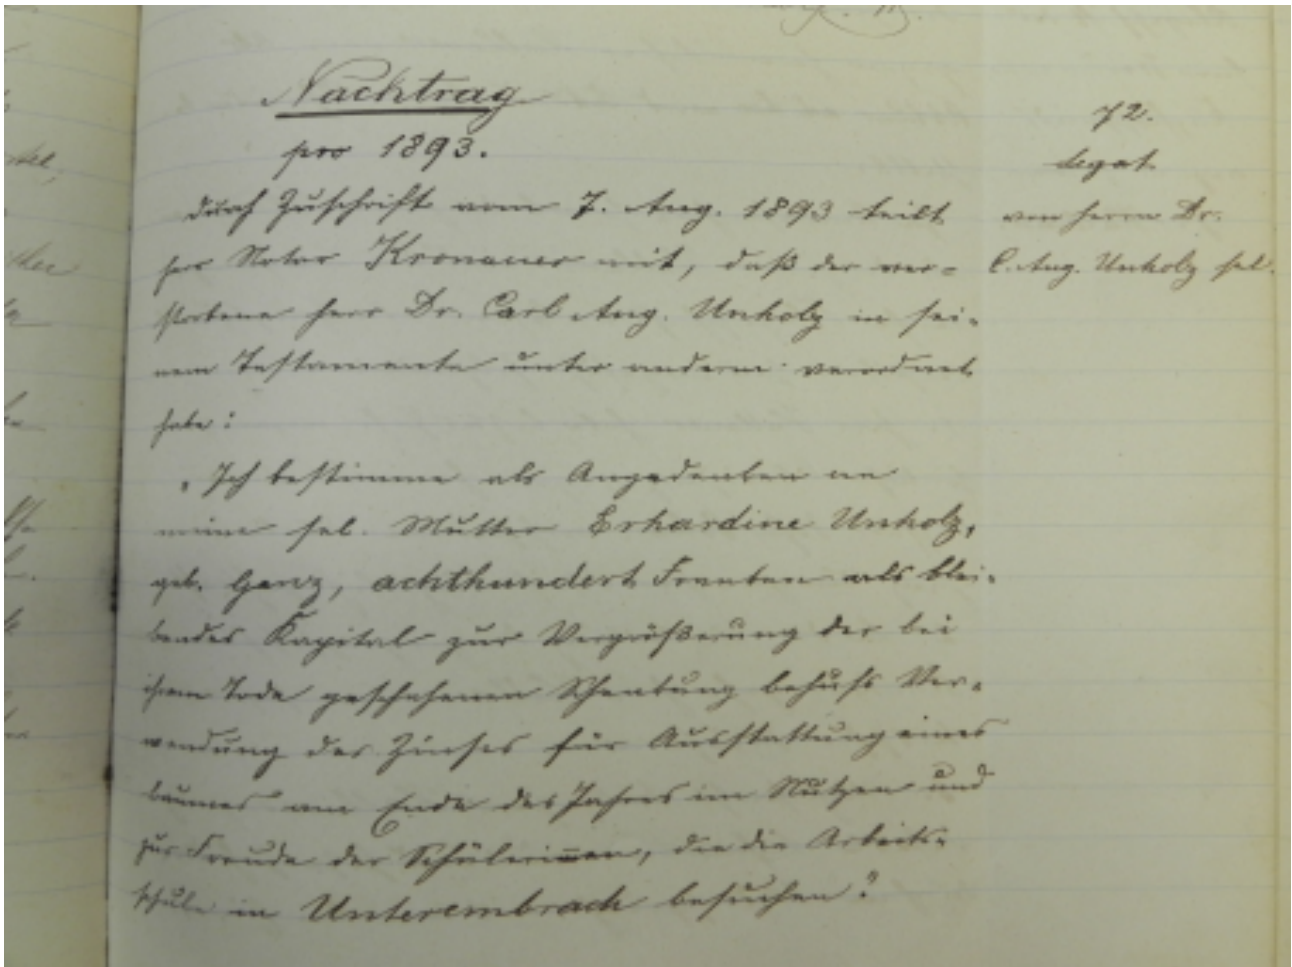 Nachtrag
pro 1893.
Durch Zuschrift vom 7. Aug. 1893 teilt
Herr Notar Kronauer mit, daß der ver-
storbene Herr Dr. Carl Aug. Unholz in sei-
nem Testamente unter anderm verordnet
habe:
"Ich bestimme als Angedenken an
meine sel. Mutter Erhardine Unholz,
geb. Ganz, achthundert Franken als blei-
bendes Kapital zur Vergrößerung der bei
ihrem Tode geschehenen Schenkung behufs Ver-
wendung des Zinses für Ausstattung eines
Baumes am Ende des Jahres im Nutzen und
zur Freude der Schülerinnen, die die Arbeits-
schule in Unterembrach besuchen."
72.
Legat
von Herrn Dr.
C. Aug. Unholz sel.